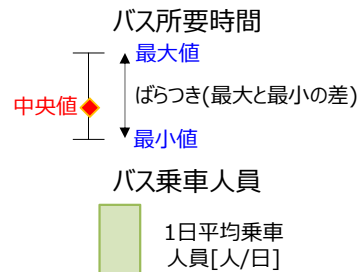 バス所要時間
最大値
ばらつき(最大と最小の差)
中央値
最小値
バス乗車人員
1日平均乗車
人員[人/日]